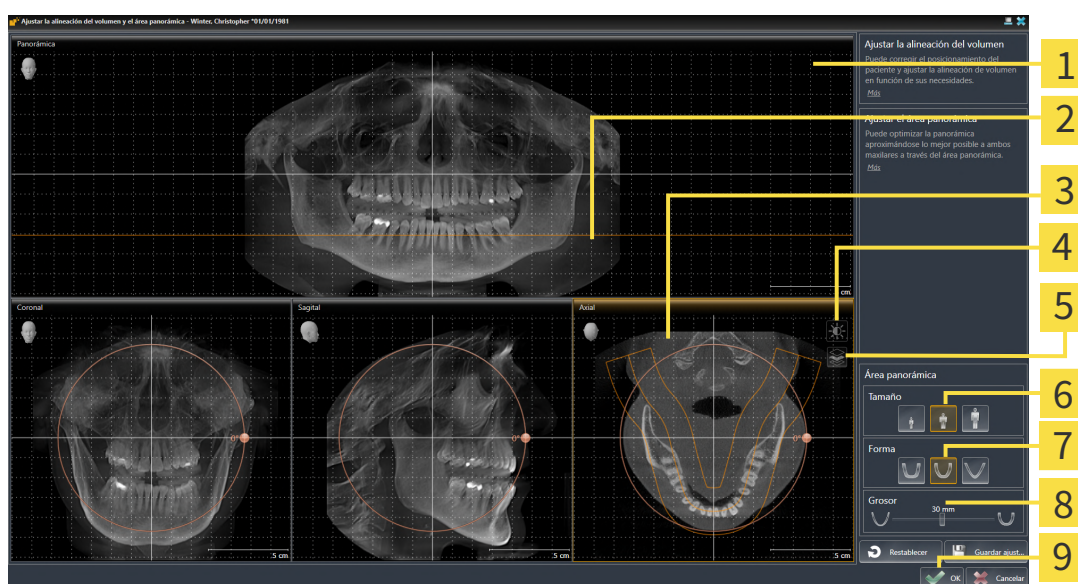 Ajustar la alineación del volumen y el área panorámica - Winter, Christopher *01/01/1981
Panorámica
cm
Ajustar la alineación del volumen
Puede corregir el posicionamiento del
paciente y ajustar la alineación de volumen
en función de sus necesidades.
Más
Ajustar el área panorámica
Puede optimizar la panorámica
aproximándose lo mejor posible a ambos
maxilares a través del área panorámica.
Más
1
2
3
4
5
6
7
8
9
Coronal
0°
5 cm
Sagital
0°
5 cm
Axial
0°
5 cm
Área panorámica
Tamaño
Forma
Grosor
30 mm
Restablecer
Guardar ajust...
OK
Cancelar